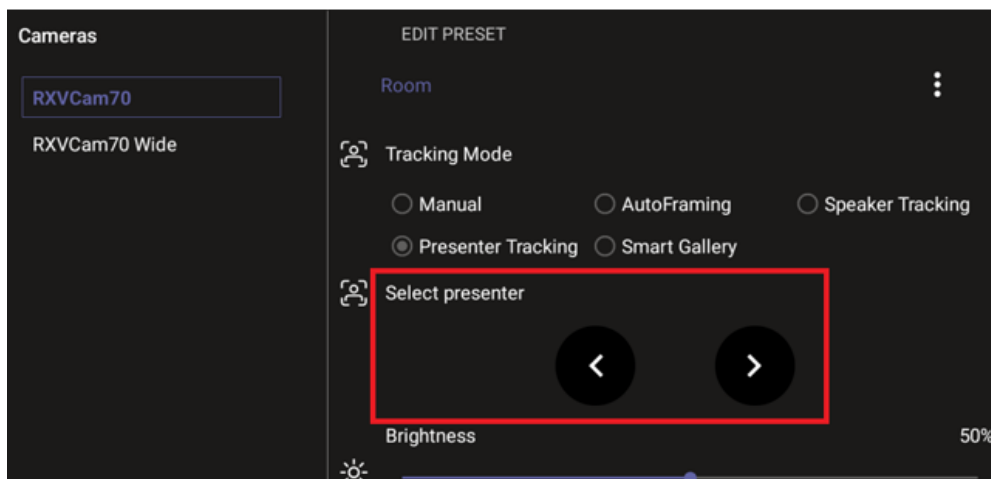 Cameras
EDIT PRESET
RXVCam70
Room
RXVCam70 Wide
Tracking Mode
Manual
AutoFraming
Speaker Tracking
Presenter Tracking
Smart Gallery
Select presenter
Brightness
50%